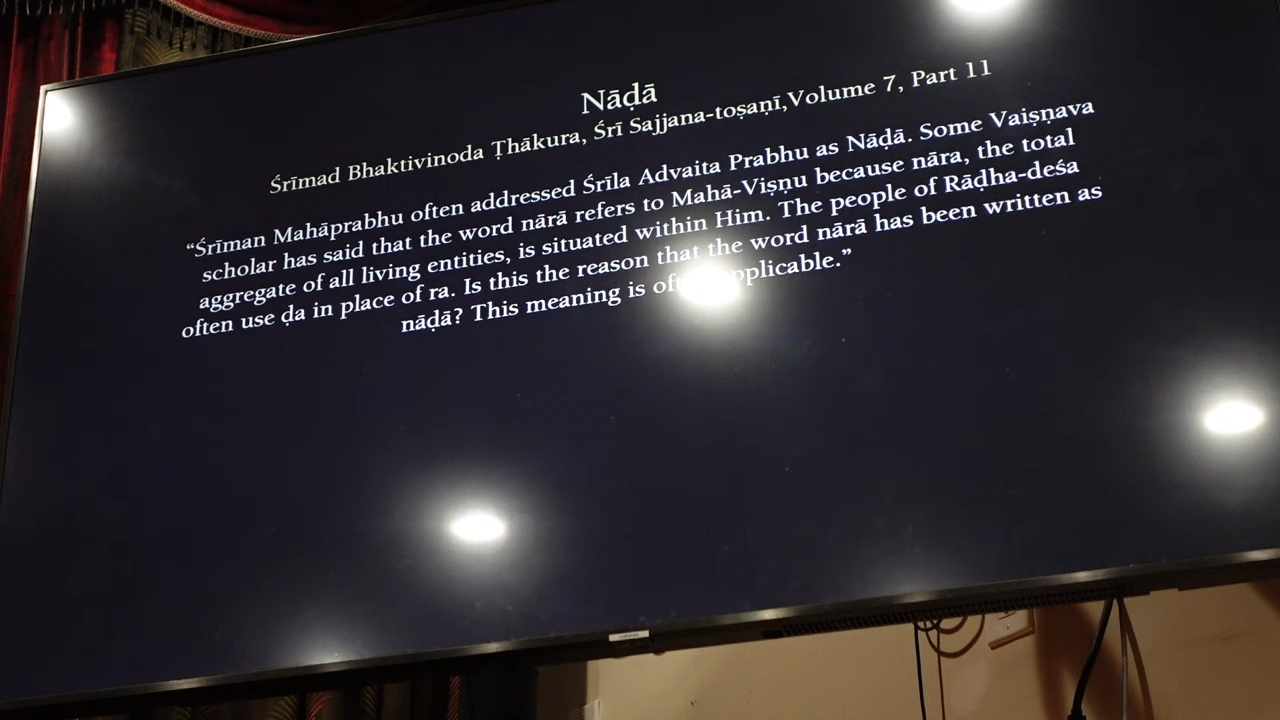 Nāḍā
Śrīmad Bhaktivinoda Ṭhākura, Śrī Sajjana-toṣaṇī,Volume 7, Part 11
“Śrīman Mahāprabhu often addressed Śrīla Advaita Prabhu as Nāḍā. Some Vaiṣṇava
scholar has said that the word nārā refers to Mahā-Viṣṇu because nāra, the total
aggregate of all living entities, is situated within Him. The people of Rāḍha-deśa
often use ḍa in place of ra. Is this the reason that the word nārā has been written as
nāḍā? This meaning is applicable.”